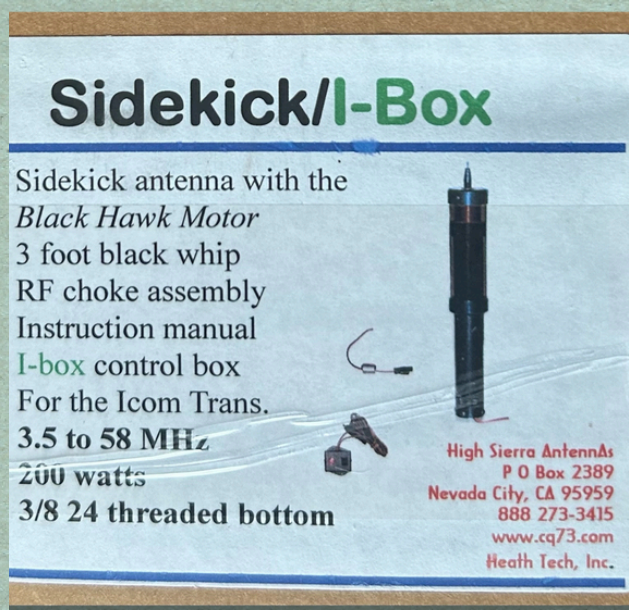 Sidekick/I-Box
Sidekick antenna with the
Black Hawk Motor
3 foot black whip
RF choke assembly
Instruction manual
I-box control box
For the Icom Trans.
3.5 to 58 MHz
200 watts
3/8 24 threaded bottom
High Sierra AntennAs
P O Box 2389
Nevada City, CA 95959
888 273-3415
www.cq73.com
Heath Tech, Inc.